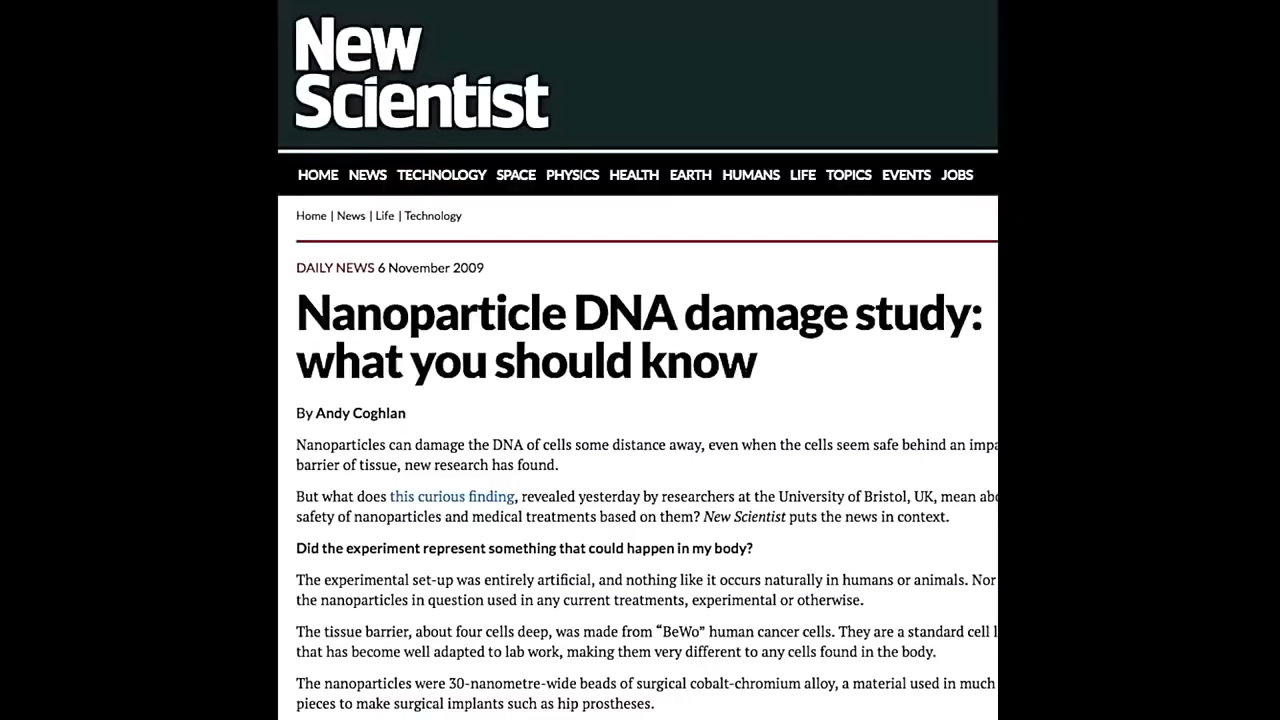 New
Scientist
HOME NEWS TECHNOLOGY SPACE PHYSICS HEALTH EARTH HUMANS LIFE TOPICS EVENTS JOBS
Home | News | Life | Technology
DAILY NEWS 6 November 2009
Nanoparticle DNA damage study:
what you should know
By Andy Coghlan
Nanoparticles can damage the DNA of cells some distance away, even when the cells seem safe behind an
barrier of tissue, new research has found.
But what does this curious finding, revealed yesterday by researchers at the University of Bristol, UK, mean
safety of nanoparticles and medical treatments based on them? New Scientist puts the news in context.
Did the experiment represent something that could happen in my body?
The experimental set-up was entirely artificial, and nothing like it occurs naturally in humans or animals. Nor
the nanoparticles in question used in any current treatments, experimental or otherwise.
The tissue barrier, about four cells deep, was made from “BeWo” human cancer cells. They are a standard cell
that has become well adapted to lab work, making them very different to any cells found in the body.
The nanoparticles were 30-nanometre-wide beads of surgical cobalt-chromium alloy, a material used in much
pieces to make surgical implants such as hip prostheses.